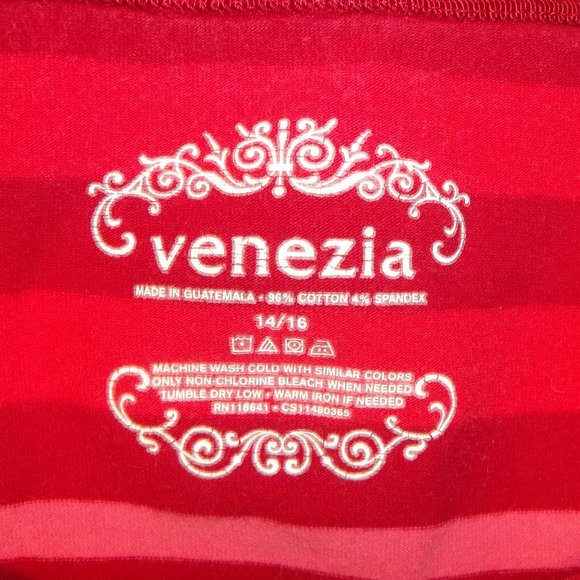 venezia
MADE IN GUATEMALA • 96% COTTON 4% SPANDEX
14/16
MACHINE WASH COLD WITH SIMILAR COLORS
ONLY NON-CHLORINE BLEACH WHEN NEEDED
TUMBLE DRY LOW • WARM IRON IF NEEDED
RN118641 • CS11480365